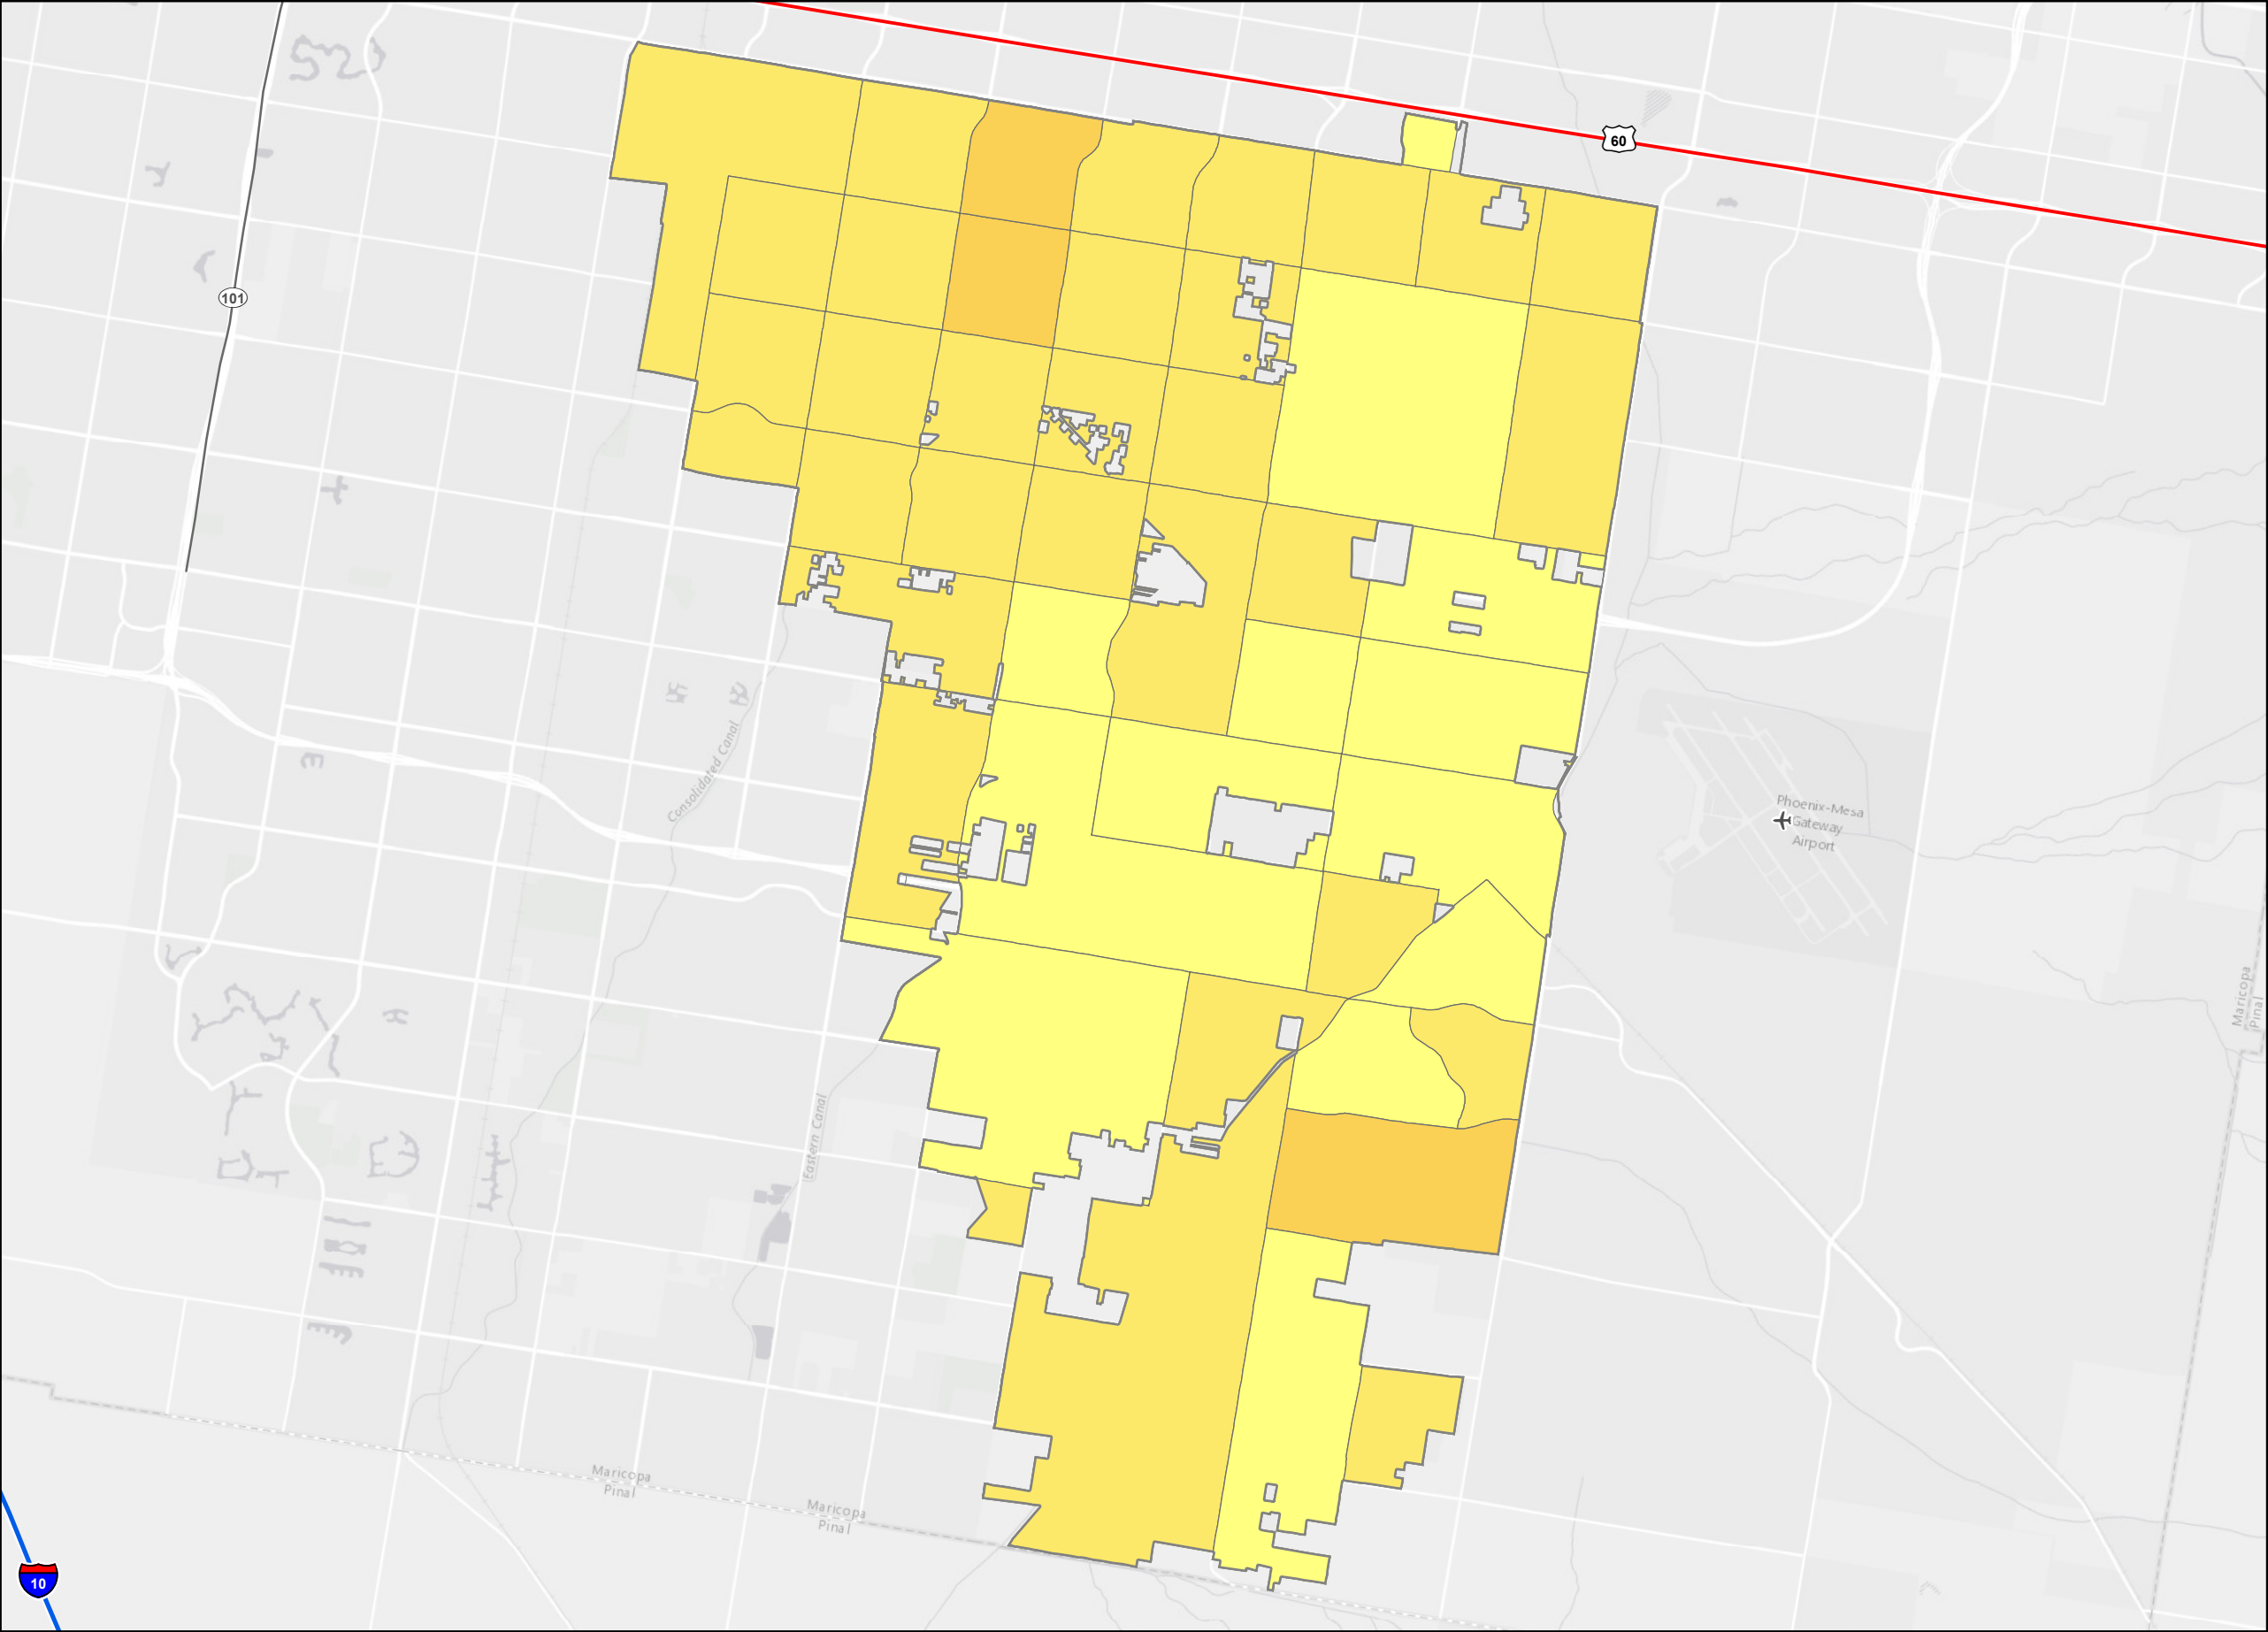 60
101
Consolidated Canal
Phoenix-Mesa
Gateway
Airport
Maricopa
Pinal
Eastern Canal
Maricopa
Pinal
Maricopa
Pinal
10